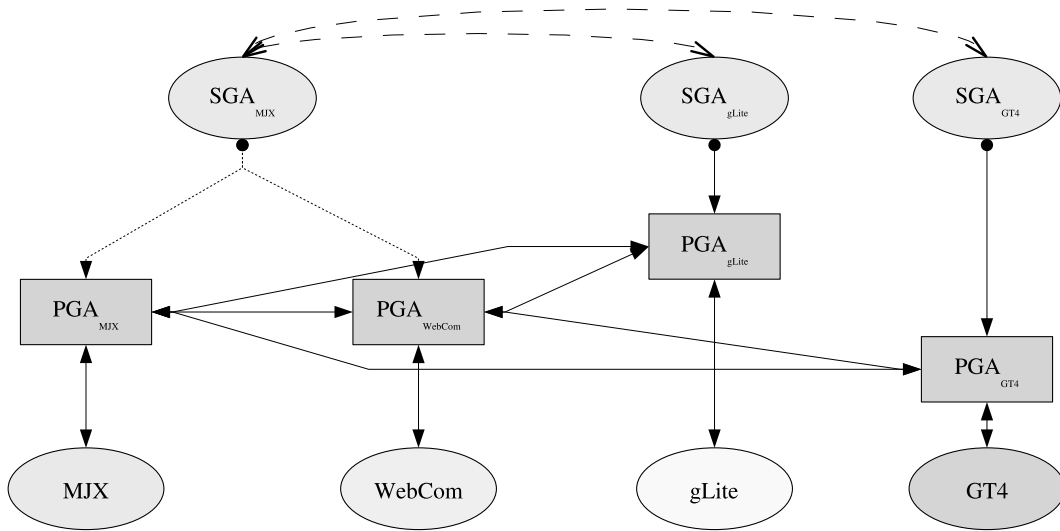 SGA MJX
SGA gLite
SGA GT4
PGA gLite
PGA MJX
PGA WebCom
PGA GT4
MJX
WebCom
gLite
GT4